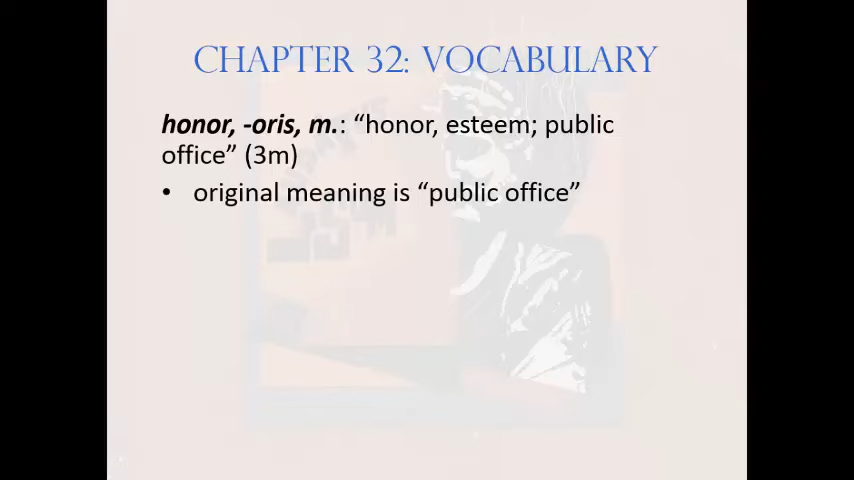 CHAPTER 32: VOCABULARY
honor, -oris, m.: “honor, esteem; public
office” (3m)
• original meaning is “public office”